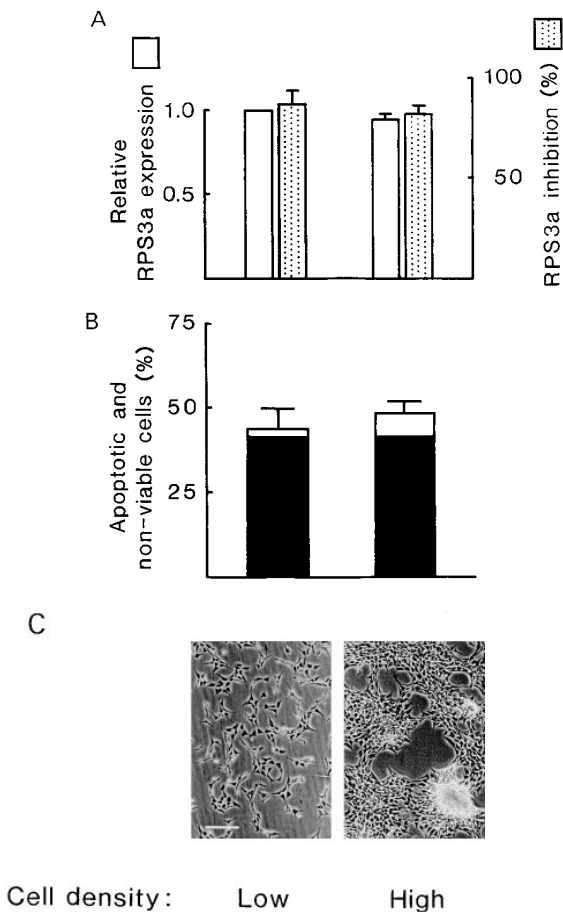 A
Relative
RPS3a expression
1.0
0.5
100
50
RPS3a inhibition (%)
B
Apoptotic and
non-viable cells (%)
75
50
25
C
Cell density: Low High